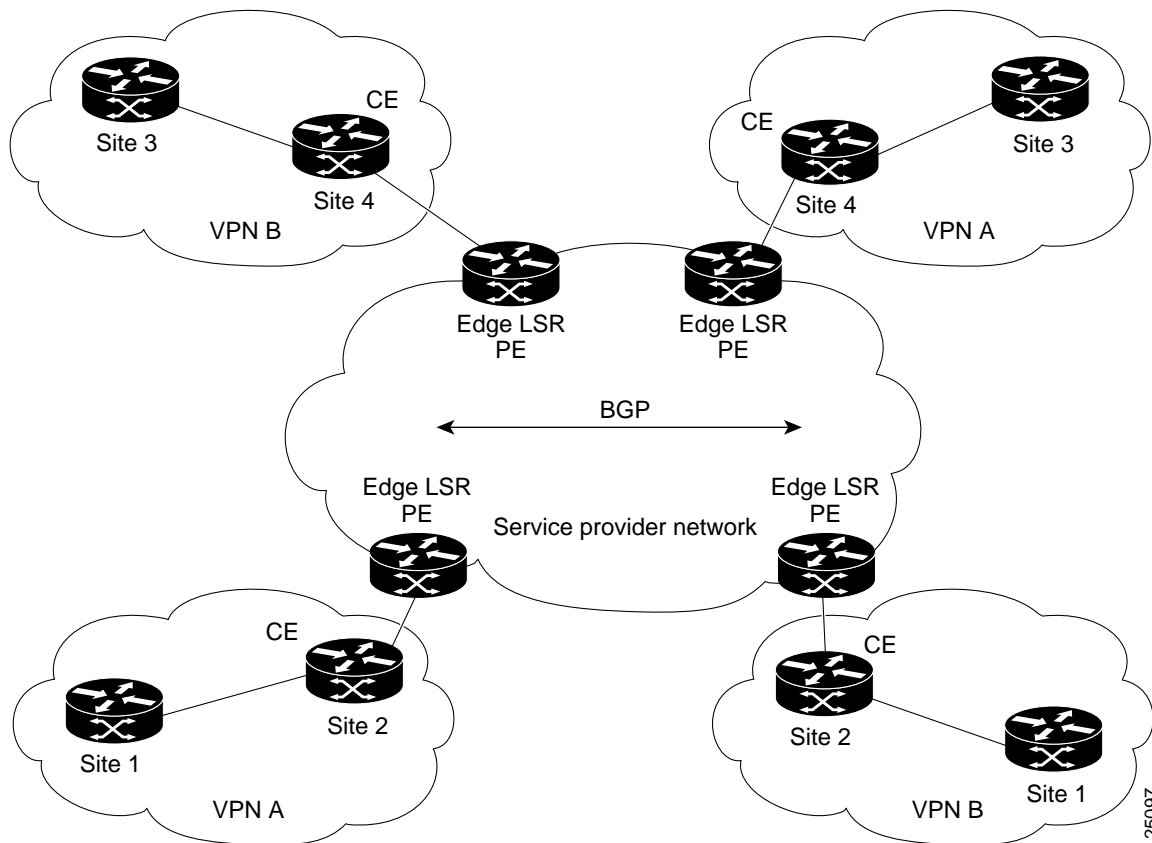 CE
Site 3
Site 4
VPN B
CE
Site 3
Site 4
VPN A
Edge LSR
PE
Edge LSR
PE
BGP
Edge LSR
PE
Edge LSR
PE
Service provider network
CE
Site 2
Site 1
VPN A
CE
Site 2
Site 1
VPN B
25097